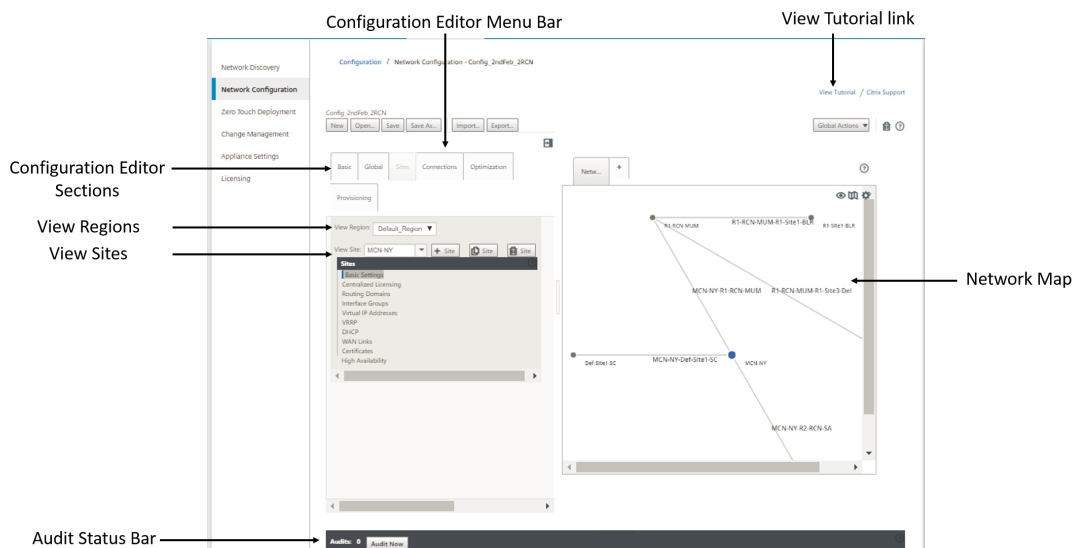 Configuration Editor Menu Bar
View Tutorial link
Configuration / Network Configuration - Config_2ndFeb_2RCN
Network Discovery
Network Configuration
Zero Touch Deployment
Change Management
Appliance Settings
Licensing
View Tutorial / Citrix Support
Config_2ndFeb_2RCN
New Open... Save Save As... Import... Export...
Global Actions
Configuration Editor
Sections
Basic Global Sites Connections Optimization
Provisioning
Netw... +
View Regions
View Region: Default_Region
View Sites
View Site: MCN-NY + Site Site Site
Sites
Basic Settings
Centralized Licensing
Routing Domains
Interface Groups
Virtual IP Addresses
VRRP
DHCP
WAN Links
Certificates
High Availability
R1-RCN-MUM
R1-RCN-MUM-R1-Site1-BLR
R1-Site1-BLR
MCN-NY-R1-RCN-MUM
R1-RCN-MUM-R1-Site3-Del
Def-Site1-SC
MCN-NY-Def-Site1-SC
MCN-NY
MCN-NY-R2-RCN-SA
Network Map
Audit Status Bar
Audits: 0 Audit Now